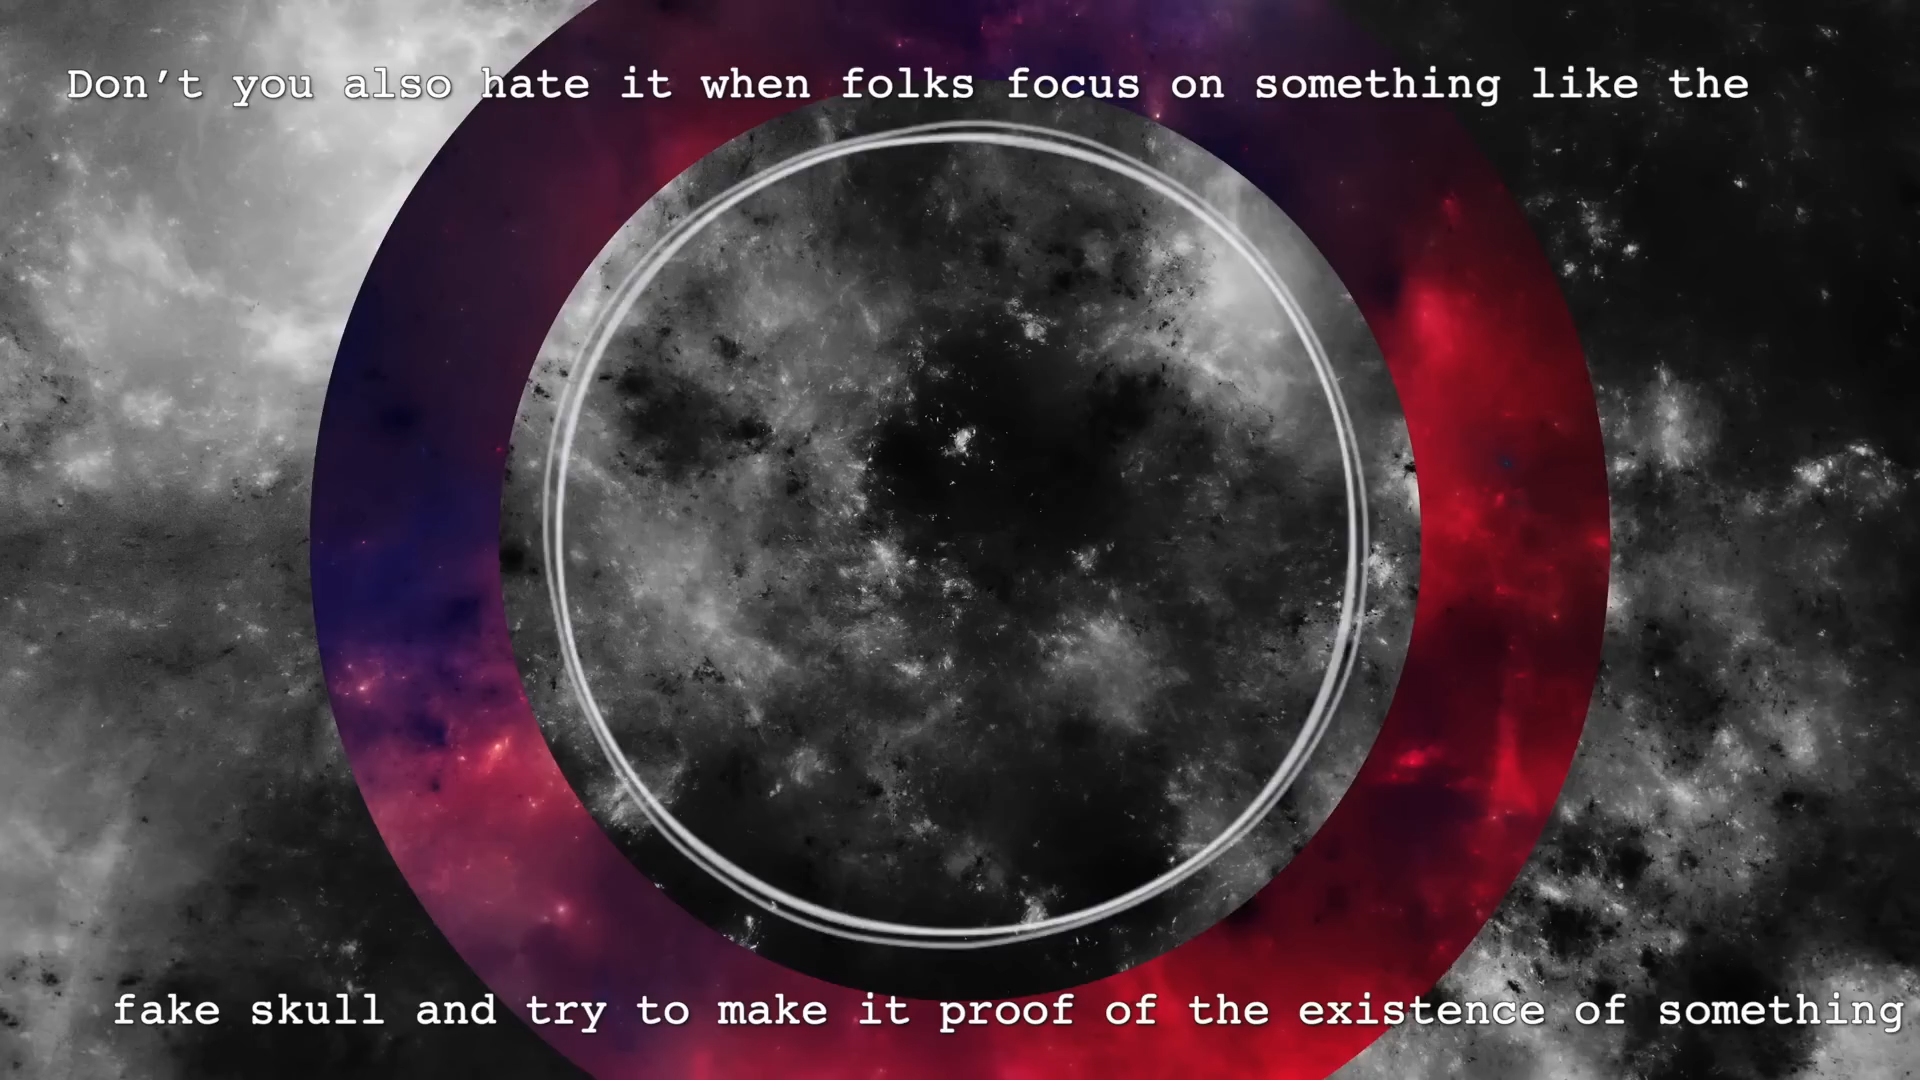 Don’t you also hate it when folks focus on something like the
fake skull and try to make it proof of the existence of something